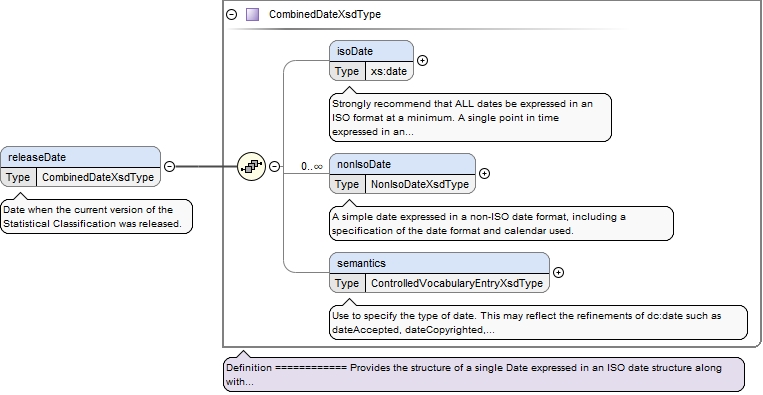 CombinedDateXsdType
isoDate
Type xs:date
Strongly recommend that ALL dates be expressed in an
ISO format at a minimum. A single point in time
expressed in an...
releaseDate
Type CombinedDateXsdType
Date when the current version of the
Statistical Classification was released.
0..∞
nonIsoDate
Type NonIsoDateXsdType
A simple date expressed in a non-ISO date format, including a
specification of the date format and calendar used.
semantics
Type ControlledVocabularyEntryXsdType
Use to specify the type of date. This may reflect the refinements of dc:date such as
dateAccepted, dateCopyrighted,...
Definition ============ Provides the structure of a single Date expressed in an ISO date structure along
with...